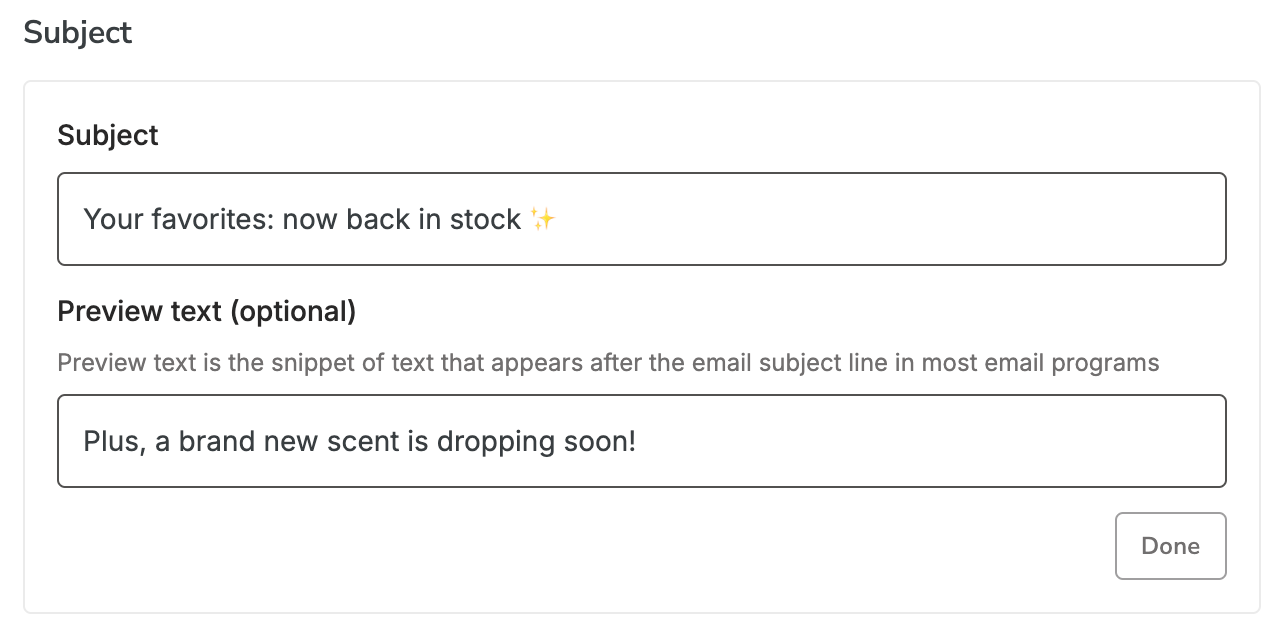 Subject
Subject
Your favorites: now back in stock ✨
Preview text (optional)
Preview text is the snippet of text that appears after the email subject line in most email programs
Plus, a brand new scent is dropping soon!
Done